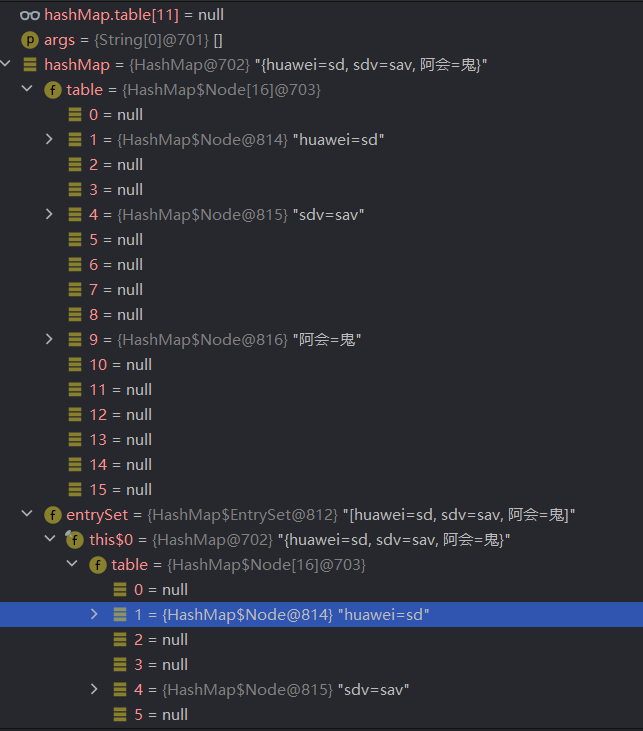 hashMap.table[11] = null
p args = {String[0]@701} []
hashMap = {HashMap@702} "{huawei=sd, sdv=sav, 阿会=鬼}"
f table = {HashMap$Node[16]@703}
0 = null
1 = {HashMap$Node@814} "huawei=sd"
2 = null
3 = null
4 = {HashMap$Node@815} "sdv=sav"
5 = null
6 = null
7 = null
8 = null
9 = {HashMap$Node@816} "阿会=鬼"
10 = null
11 = null
12 = null
13 = null
14 = null
15 = null
f entrySet = {HashMap$EntrySet@812} "[huawei=sd, sdv=sav, 阿会=鬼]"
f this$0 = {HashMap@702} "{huawei=sd, sdv=sav, 阿会=鬼}"
f table = {HashMap$Node[16]@703}
0 = null
1 = {HashMap$Node@814} "huawei=sd"
2 = null
3 = null
4 = {HashMap$Node@815} "sdv=sav"
5 = null